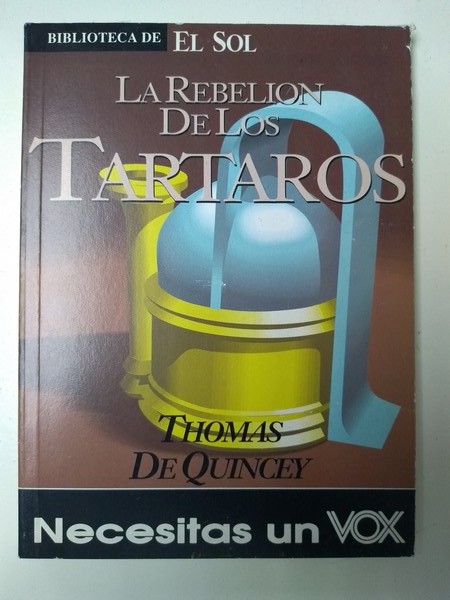 BIBLIOTECA DE EL SOL
LA REBELION
DE LOS
TARTAROS
THOMAS
DE QUINCEY
Necesitas un VOX